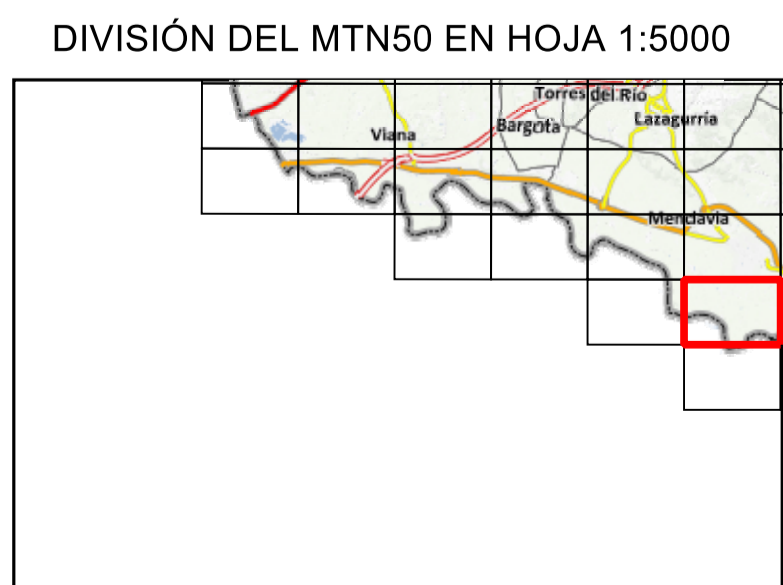 DIVISIÓN DEL MTN50 EN HOJA 1:5000
Torres del Río
Lazagurría
Bargota
Viana
Mendavia